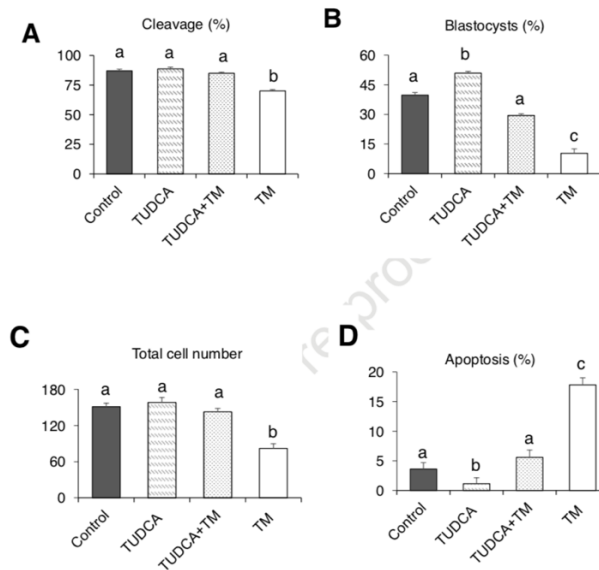 A
Cleavage (%)
100
75
50
25
0
a
a
a
b
Control
TUDCA
TUDCA+TM
TM
B
Blastocysts (%)
60
45
30
15
0
a
b
a
c
Control
TUDCA
TUDCA+TM
TM
C
Total cell number
180
120
60
0
a
a
a
b
Control
TUDCA
TUDCA+TM
TM
D
Apoptosis (%)
20
15
10
5
0
a
b
a
c
Control
TUDCA
TUDCA+TM
TM
re-proo